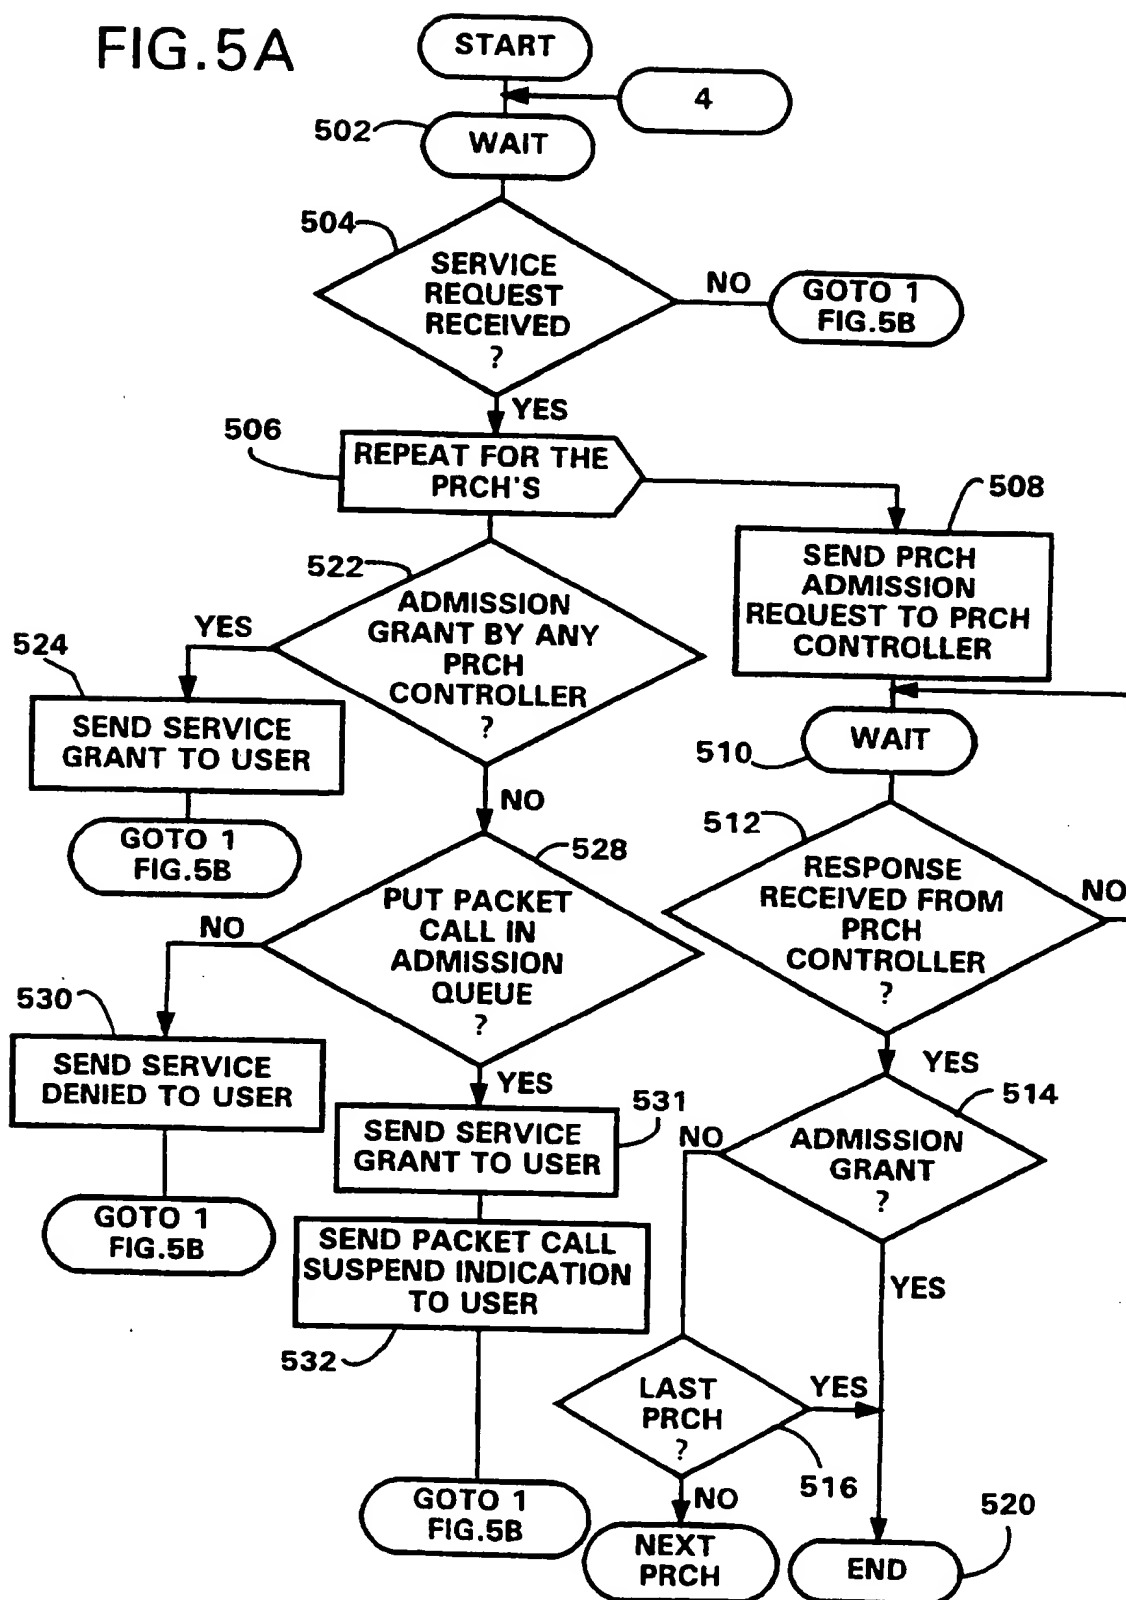 FIG.5A
START
4
502
WAIT
504
SERVICE
REQUEST
RECEIVED
?
NO
GOTO 1
FIG.5B
YES
506
REPEAT FOR THE
PRCH'S
508
SEND PRCH
ADMISSION
REQUEST TO PRCH
CONTROLLER
522
ADMISSION
GRANT BY ANY
PRCH
CONTROLLER
?
YES
524
SEND SERVICE
GRANT TO USER
GOTO 1
FIG.5B
NO
510
WAIT
512
RESPONSE
RECEIVED FROM
PRCH
CONTROLLER
?
NO
528
PUT PACKET
CALL IN
ADMISSION
QUEUE
?
NO
530
SEND SERVICE
DENIED TO USER
GOTO 1
FIG.5B
YES
531
SEND SERVICE
GRANT TO USER
SEND PACKET CALL
SUSPEND INDICATION
TO USER
532
GOTO 1
FIG.5B
YES
514
ADMISSION
GRANT
?
NO
YES
LAST
PRCH
?
YES
516
NO
NEXT
PRCH
520
END